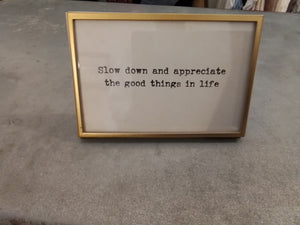 Slow down and appreciate
the good things in life